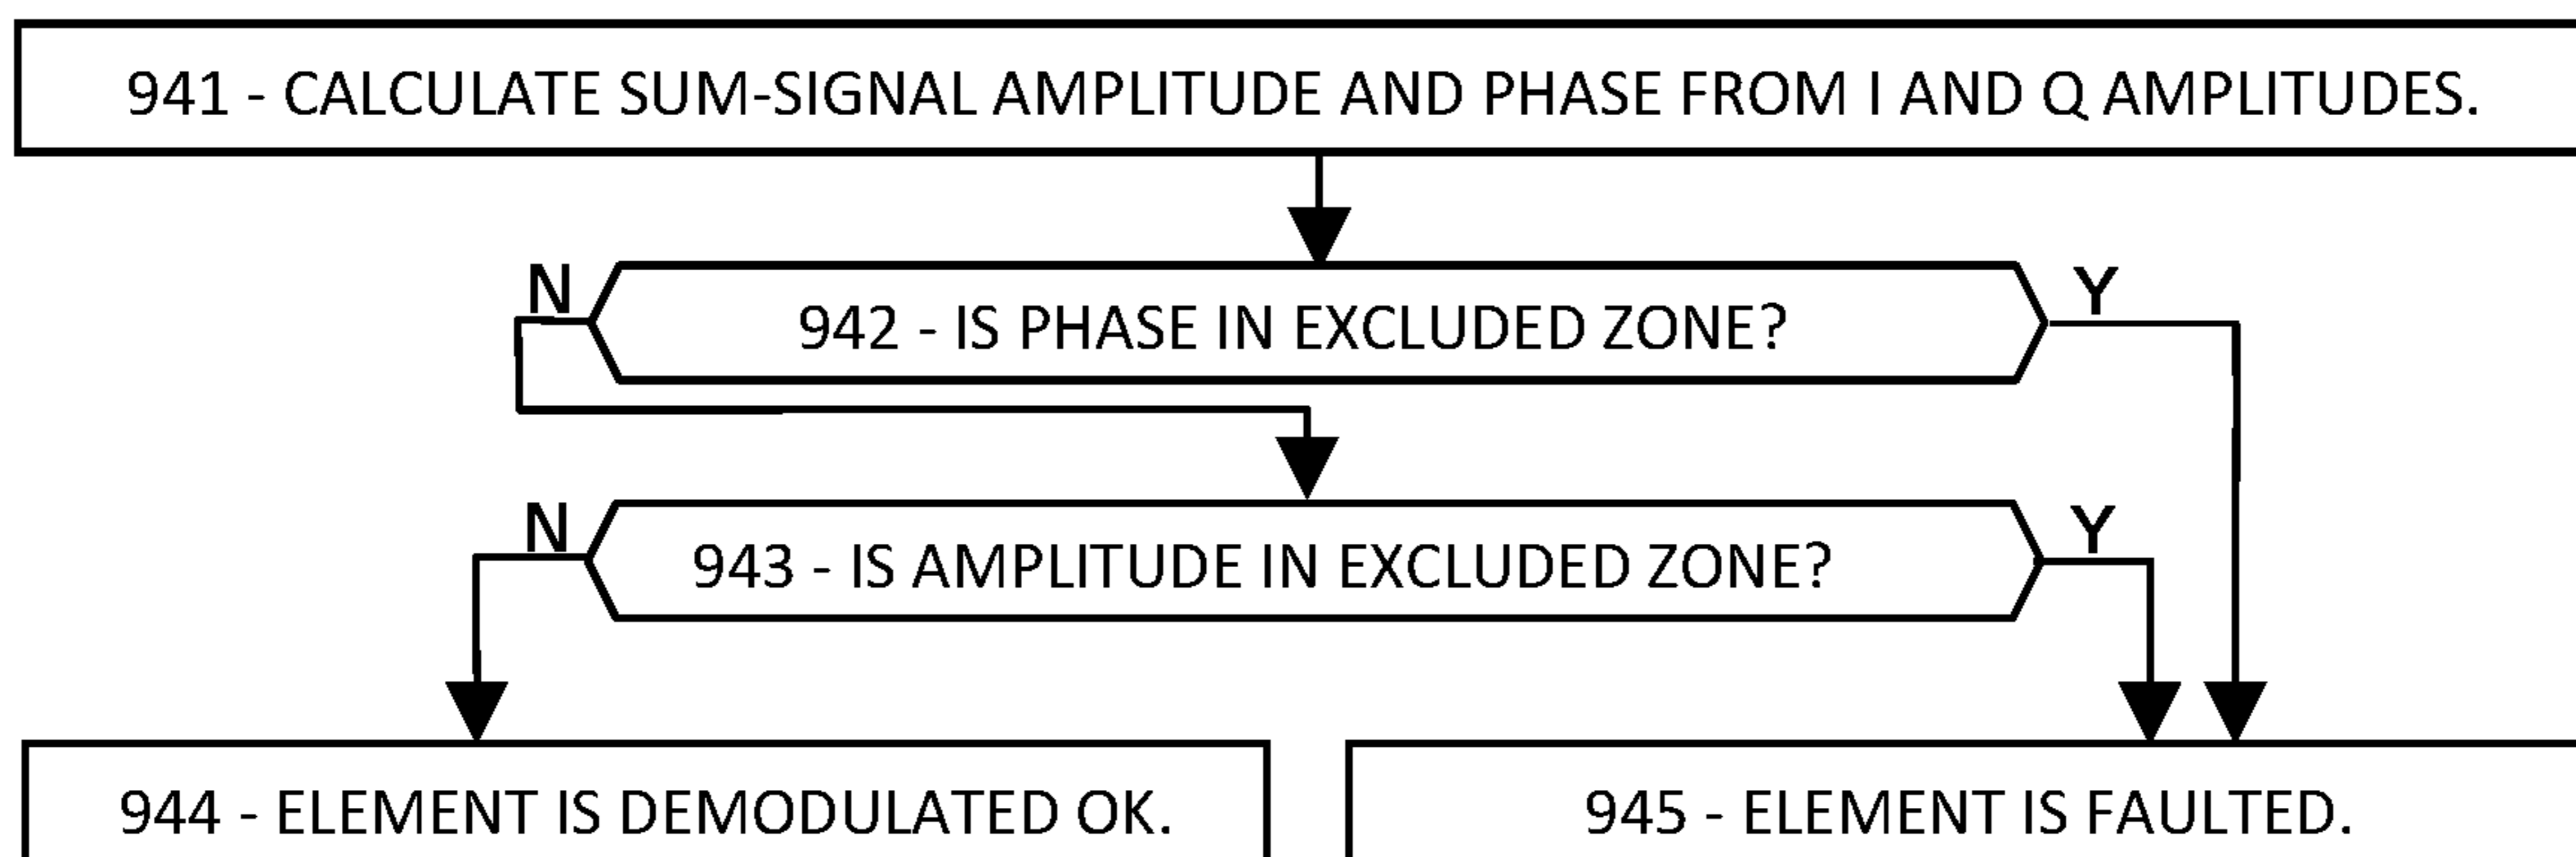 941 - CALCULATE SUM-SIGNAL AMPLITUDE AND PHASE FROM I AND Q AMPLITUDES.
N
942 - IS PHASE IN EXCLUDED ZONE?
Y
N
943 - IS AMPLITUDE IN EXCLUDED ZONE?
Y
944 - ELEMENT IS DEMODULATED OK.
945 - ELEMENT IS FAULTED.